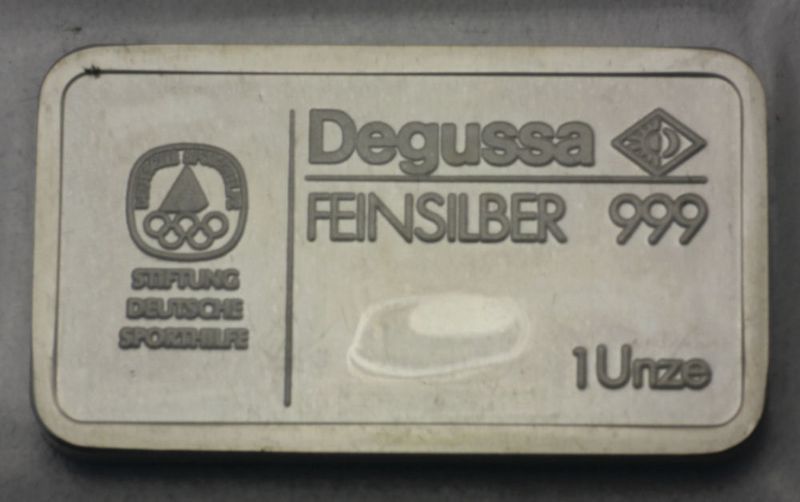 Degussa
FEINSILBER 999
1 Unze
STIFTUNG
DEUTSCHE
SPORTHILFE